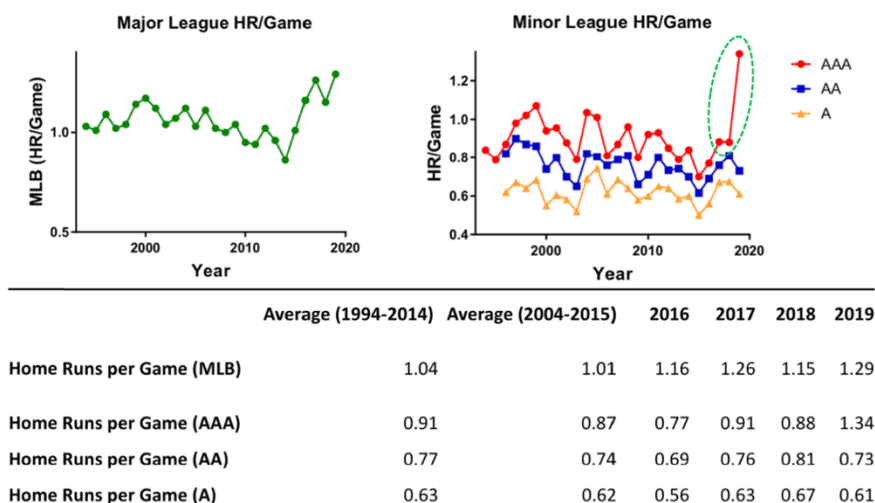 Major League HR/Game
MLB (HR/Game)
1.0
0.5
2000 2010 2020
Year
Minor League HR/Game
HR/Game
1.2
1.0
0.8
0.6
0.4
2000 2010 2020
Year
AAA
AA
A
Average (1994-2014) Average (2004-2015) 2016 2017 2018 2019
Home Runs per Game (MLB) 1.04 1.01 1.16 1.26 1.15 1.29
Home Runs per Game (AAA) 0.91 0.87 0.77 0.91 0.88 1.34
Home Runs per Game (AA) 0.77 0.74 0.69 0.76 0.81 0.73
Home Runs per Game (A) 0.63 0.62 0.56 0.63 0.67 0.61